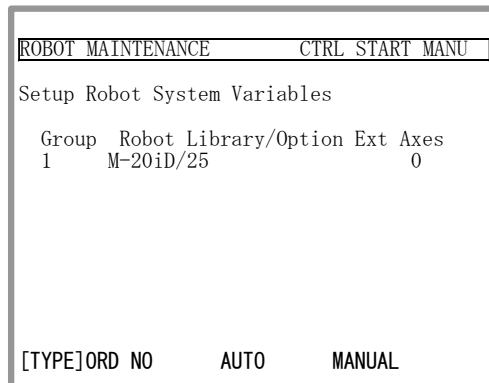 ROBOT MAINTENANCE CTRL START MANU
Setup Robot System Variables
Group Robot Library/Option Ext Axes
1 M-20iD/25 0
[TYPE]ORD NO AUTO MANUAL